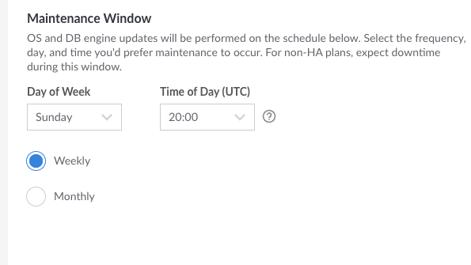 Maintenance Window
OS and DB engine updates will be performed on the schedule below. Select the frequency,
day, and time you'd prefer maintenance to occur. For non-HA plans, expect downtime
during this window.
Day of Week
Time of Day (UTC)
Sunday
20:00
?
Weekly
Monthly